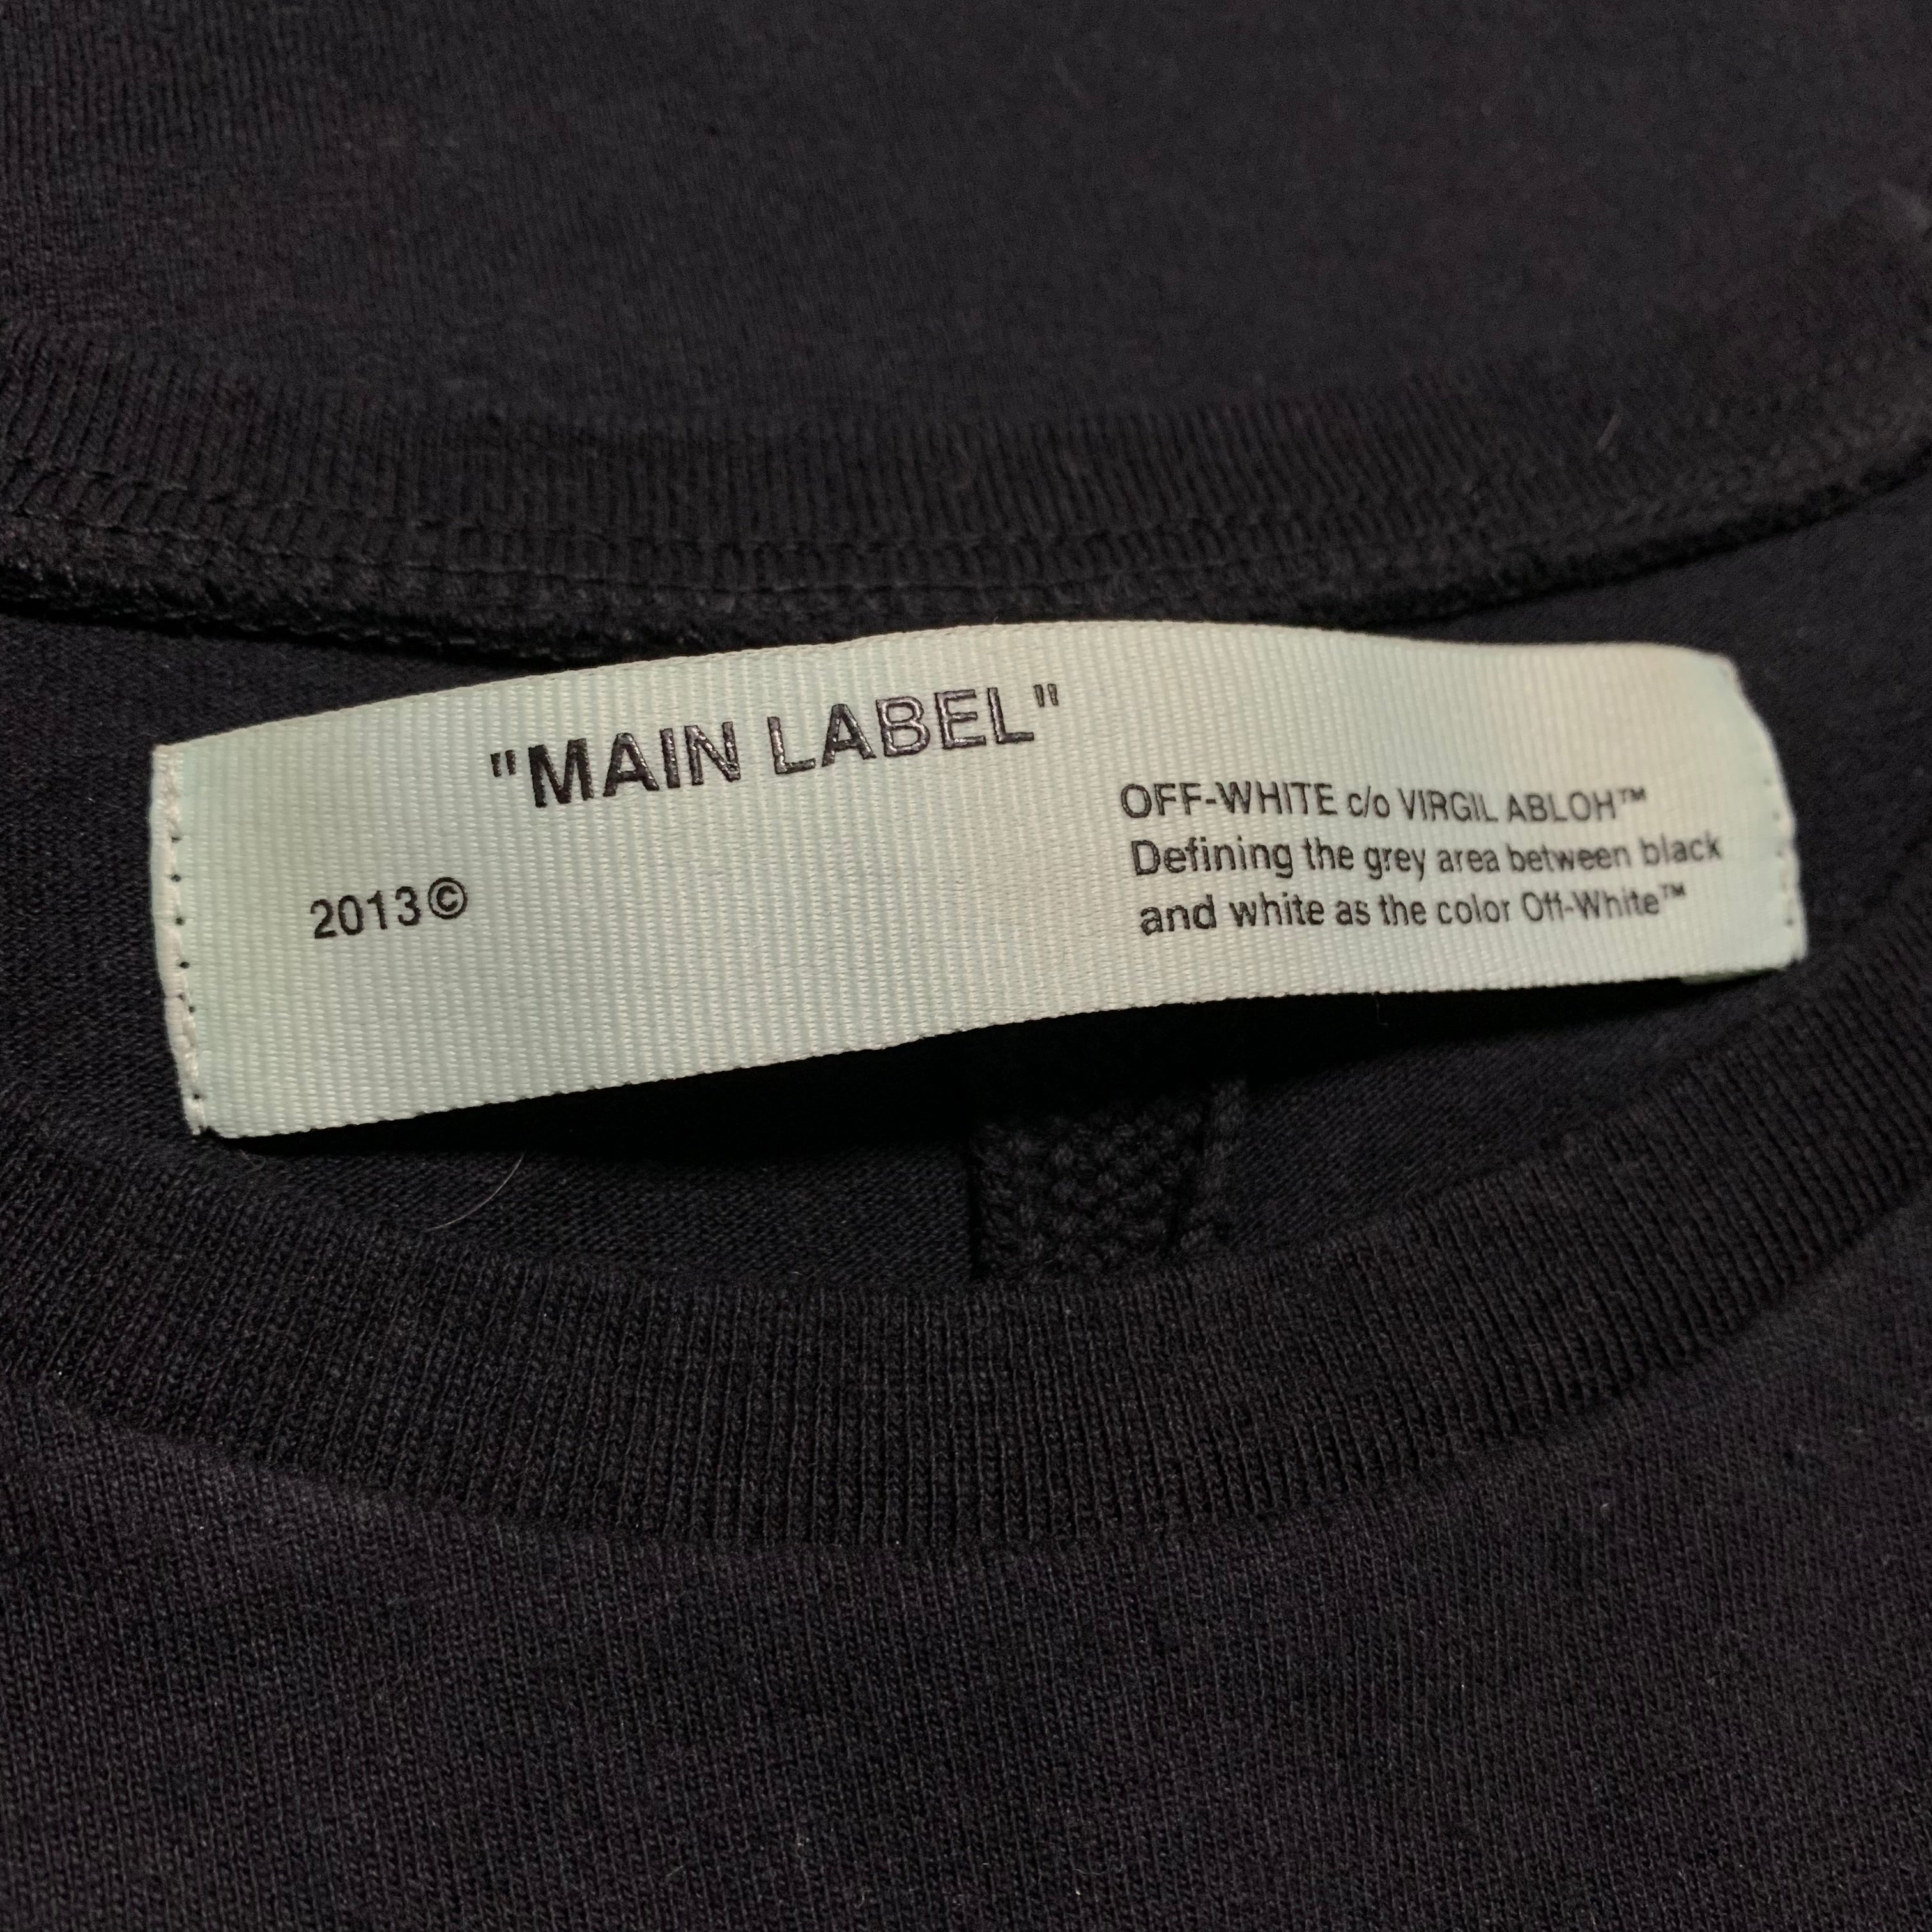 "MAIN LABEL"
2013©
OFF-WHITE c/o VIRGIL ABLOH™
Defining the grey area between black
and white as the color Off-White™